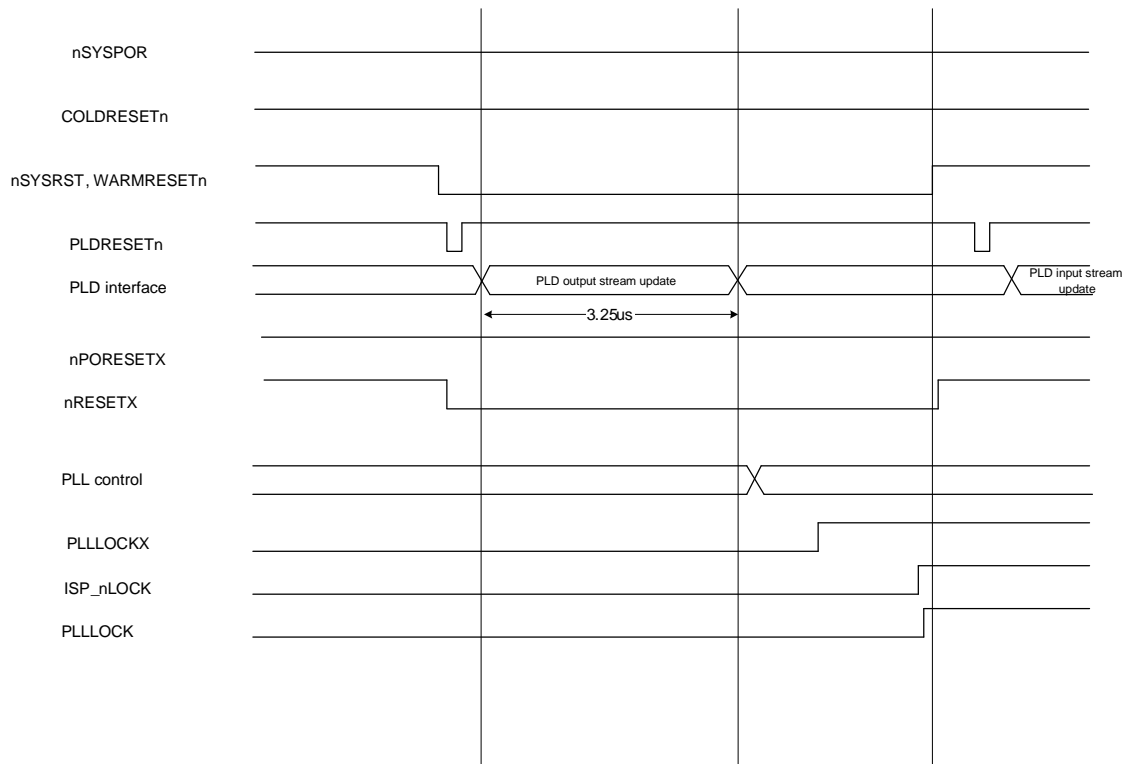 nSYSPOR
COLDRESETn
nSYSRST, WARMRESETn
PLDRESETn
PLD interface
PLD output stream update
PLD input stream
update
3.25us
nPORESETX
nRESETX
PLL control
PLLLOCKX
ISP_nLOCK
PLLLOCK